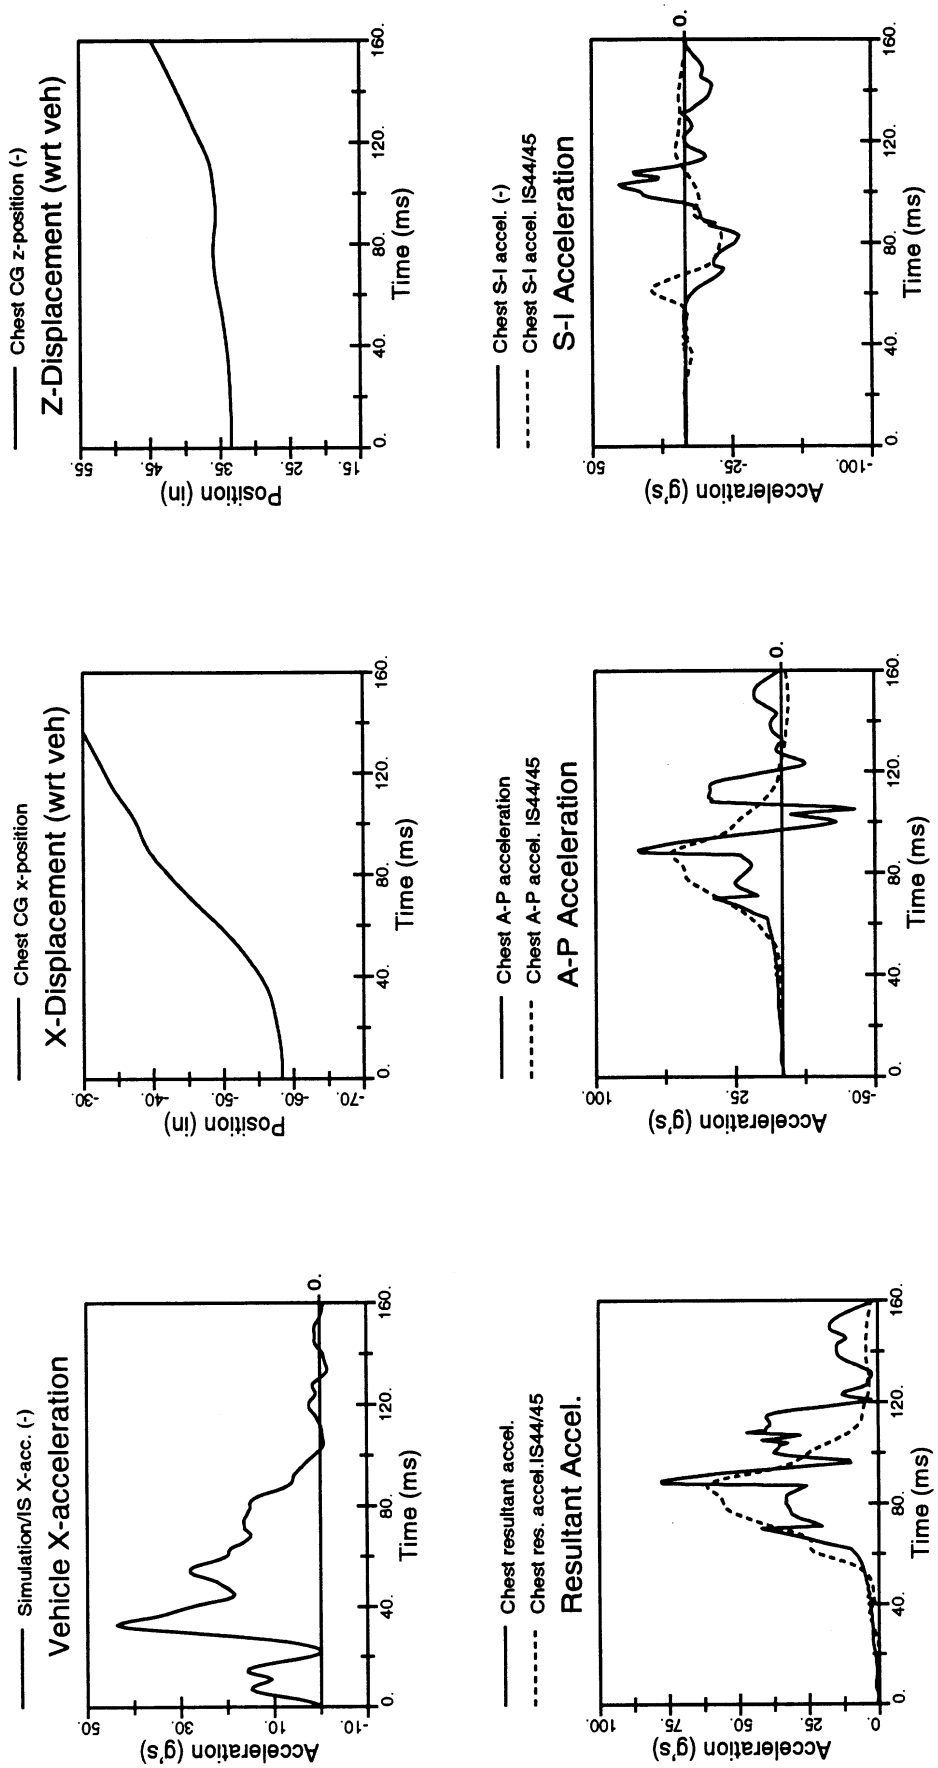 Simulation/IS X-acc. (-)
Vehicle X-acceleration
Acceleration (g's)
50.
30.
10.
-10.
0.
0.
40.
80.
120.
160.
Time (ms)
Chest CG x-position
X-Displacement (wrt veh)
Position (in)
-30.
-40.
-50.
-60.
-70.
0.
40.
80.
120.
160.
Time (ms)
Chest CG z-position (-)
Z-Displacement (wrt veh)
Position (in)
55.
45.
35.
25.
15.
0.
40.
80.
120.
160.
Time (ms)
Chest resultant accel.
Chest res. accel.IS44/45
Resultant Accel.
Acceleration (g's)
100.
75.
50.
25.
0.
0.
40.
80.
120.
160.
Time (ms)
Chest A-P acceleration
Chest A-P accel. IS44/45
A-P Acceleration
Acceleration (g's)
100.
25.
-50.
0.
0.
40.
80.
120.
160.
Time (ms)
Chest S-I accel. (-)
Chest S-I accel. IS44/45
S-I Acceleration
Acceleration (g's)
50.
-25.
-100.
0.
0.
40.
80.
120.
160.
Time (ms)